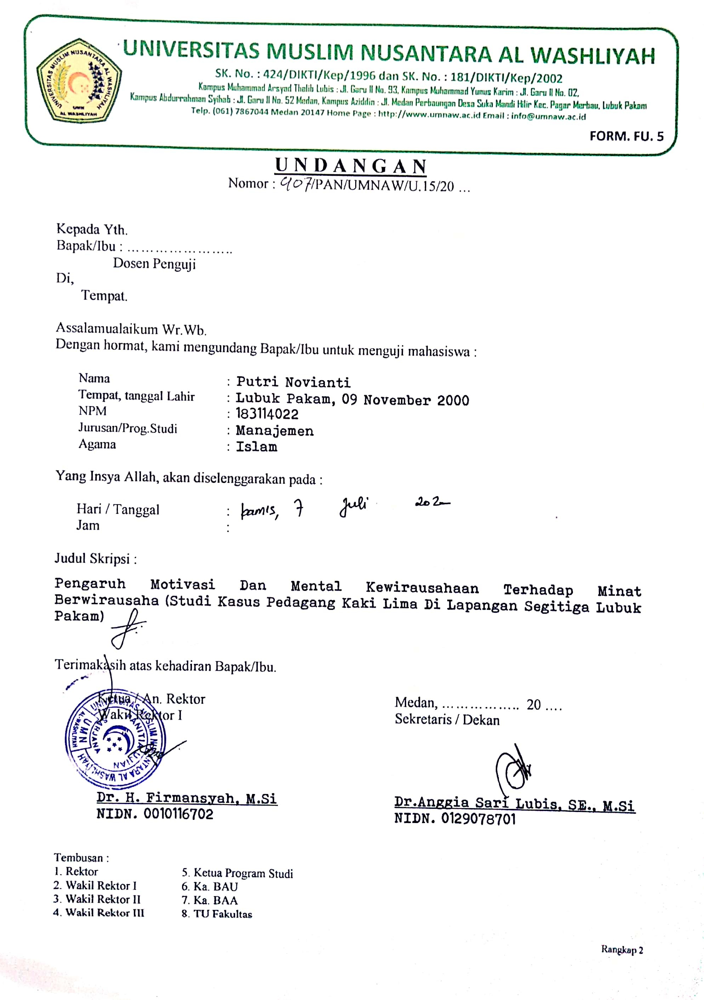 UNIVERSITAS MUSLIM NUSANTARA AL WASHLIYAH
SK. No. : 424/DIKTI/Kep/1996 dan SK. No. : 181/DIKTI/Kep/2002
Kampus Muhammad Arsyad Thalib Lubis : Jl. Garu II No. 93, Kampus Muhammad Yunus Karim : Jl. Garu II No. 02,
Kampus Abdurrahman Syihab : Jl. Garu II No. 52 Medan, Kampus Aziddin : Jl. Medan Perbaungan Desa Suka Mandi Hilir Kec. Pagar Merbau, Lubuk Pakam
Telp. (061) 7867044 Medan 20147 Home Page : http://www.umnaw.ac.id Email : info@umnaw.ac.id
UNIVERSITAS MUSLIM NUSANTARA AL WASHLIYAH
UMN
AL WASHLIYAH
FORM. FU. 5
UNDANGAN
Nomor : 907/PAN/UMNAW/U.15/20 ...
Kepada Yth.
Bapak/Ibu : ...........................
Dosen Penguji
Di,
Tempat.
Assalamualaikum Wr.Wb.
Dengan hormat, kami mengundang Bapak/Ibu untuk menguji mahasiswa :
Nama : Putri Novianti
Tempat, tanggal Lahir : Lubuk Pakam, 09 November 2000
NPM : 183114022
Jurusan/Prog.Studi : Manajemen
Agama : Islam
Yang Insya Allah, akan diselenggarakan pada :
Hari / Tanggal : kamis, 7 Juli 202
Jam :
Judul Skripsi :
Pengaruh Motivasi Dan Mental Kewirausahaan Terhadap Minat
Berwirausaha (Studi Kasus Pedagang Kaki Lima Di Lapangan Segitiga Lubuk
Pakam)
Terimakasih atas kehadiran Bapak/Ibu.
Ketua / An. Rektor
Wakil Rektor I
UNIVERSITAS MUSLIM NUSANTARA AL WASHLIYAH
UMN
AL-WASHLIYAH
PANITIA UJIAN
SARJANA
Dr. H. Firmansyah, M.Si
NIDN. 0010116702
Medan, .................. 20 ....
Sekretaris / Dekan
Dr.Anggia Sari Lubis, SE., M.Si
NIDN. 0129078701
Tembusan :
1. Rektor
2. Wakil Rektor I
3. Wakil Rektor II
4. Wakil Rektor III
5. Ketua Program Studi
6. Ka. BAU
7. Ka. BAA
8. TU Fakultas
Rangkap 2